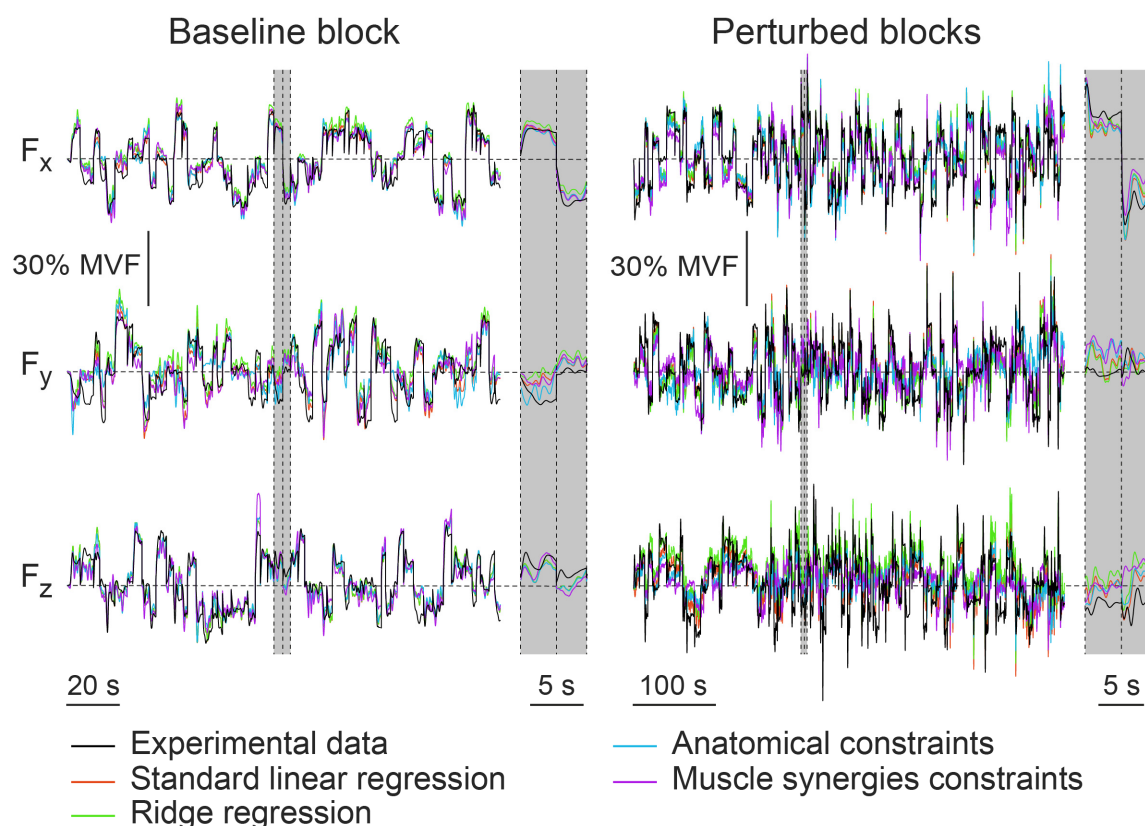 Baseline block
Perturbed blocks
Fx
30% MVF
30% MVF
Fy
Fz
20 s
5 s
100 s
5 s
Experimental data
Standard linear regression
Ridge regression
Anatomical constraints
Muscle synergies constraints